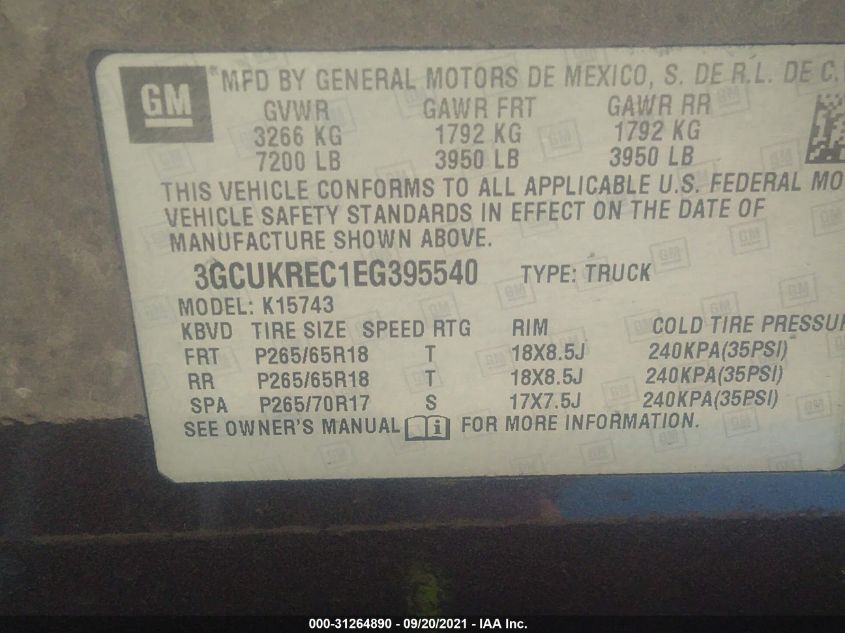 GM
® MFD BY GENERAL MOTORS DE MEXICO, S. DE R.L. DE C.
GVWR GAWR FRT GAWR RR
3266 KG 1792 KG 1792 KG
7200 LB 3950 LB 3950 LB
THIS VEHICLE CONFORMS TO ALL APPLICABLE U.S. FEDERAL MO
VEHICLE SAFETY STANDARDS IN EFFECT ON THE DATE OF
MANUFACTURE SHOWN ABOVE.
3GCUKREC1EG395540 TYPE: TRUCK
MODEL: K15743
KBVD TIRE SIZE SPEED RTG RIM COLD TIRE PRESSUR
FRT P265/65R18 T 18X8.5J 240KPA(35PSI)
RR P265/65R18 T 18X8.5J 240KPA(35PSI)
SPA P265/70R17 S 17X7.5J 240KPA(35PSI)
SEE OWNER'S MANUAL i FOR MORE INFORMATION.
000-31264890 - 09/20/2021 - IAA Inc.